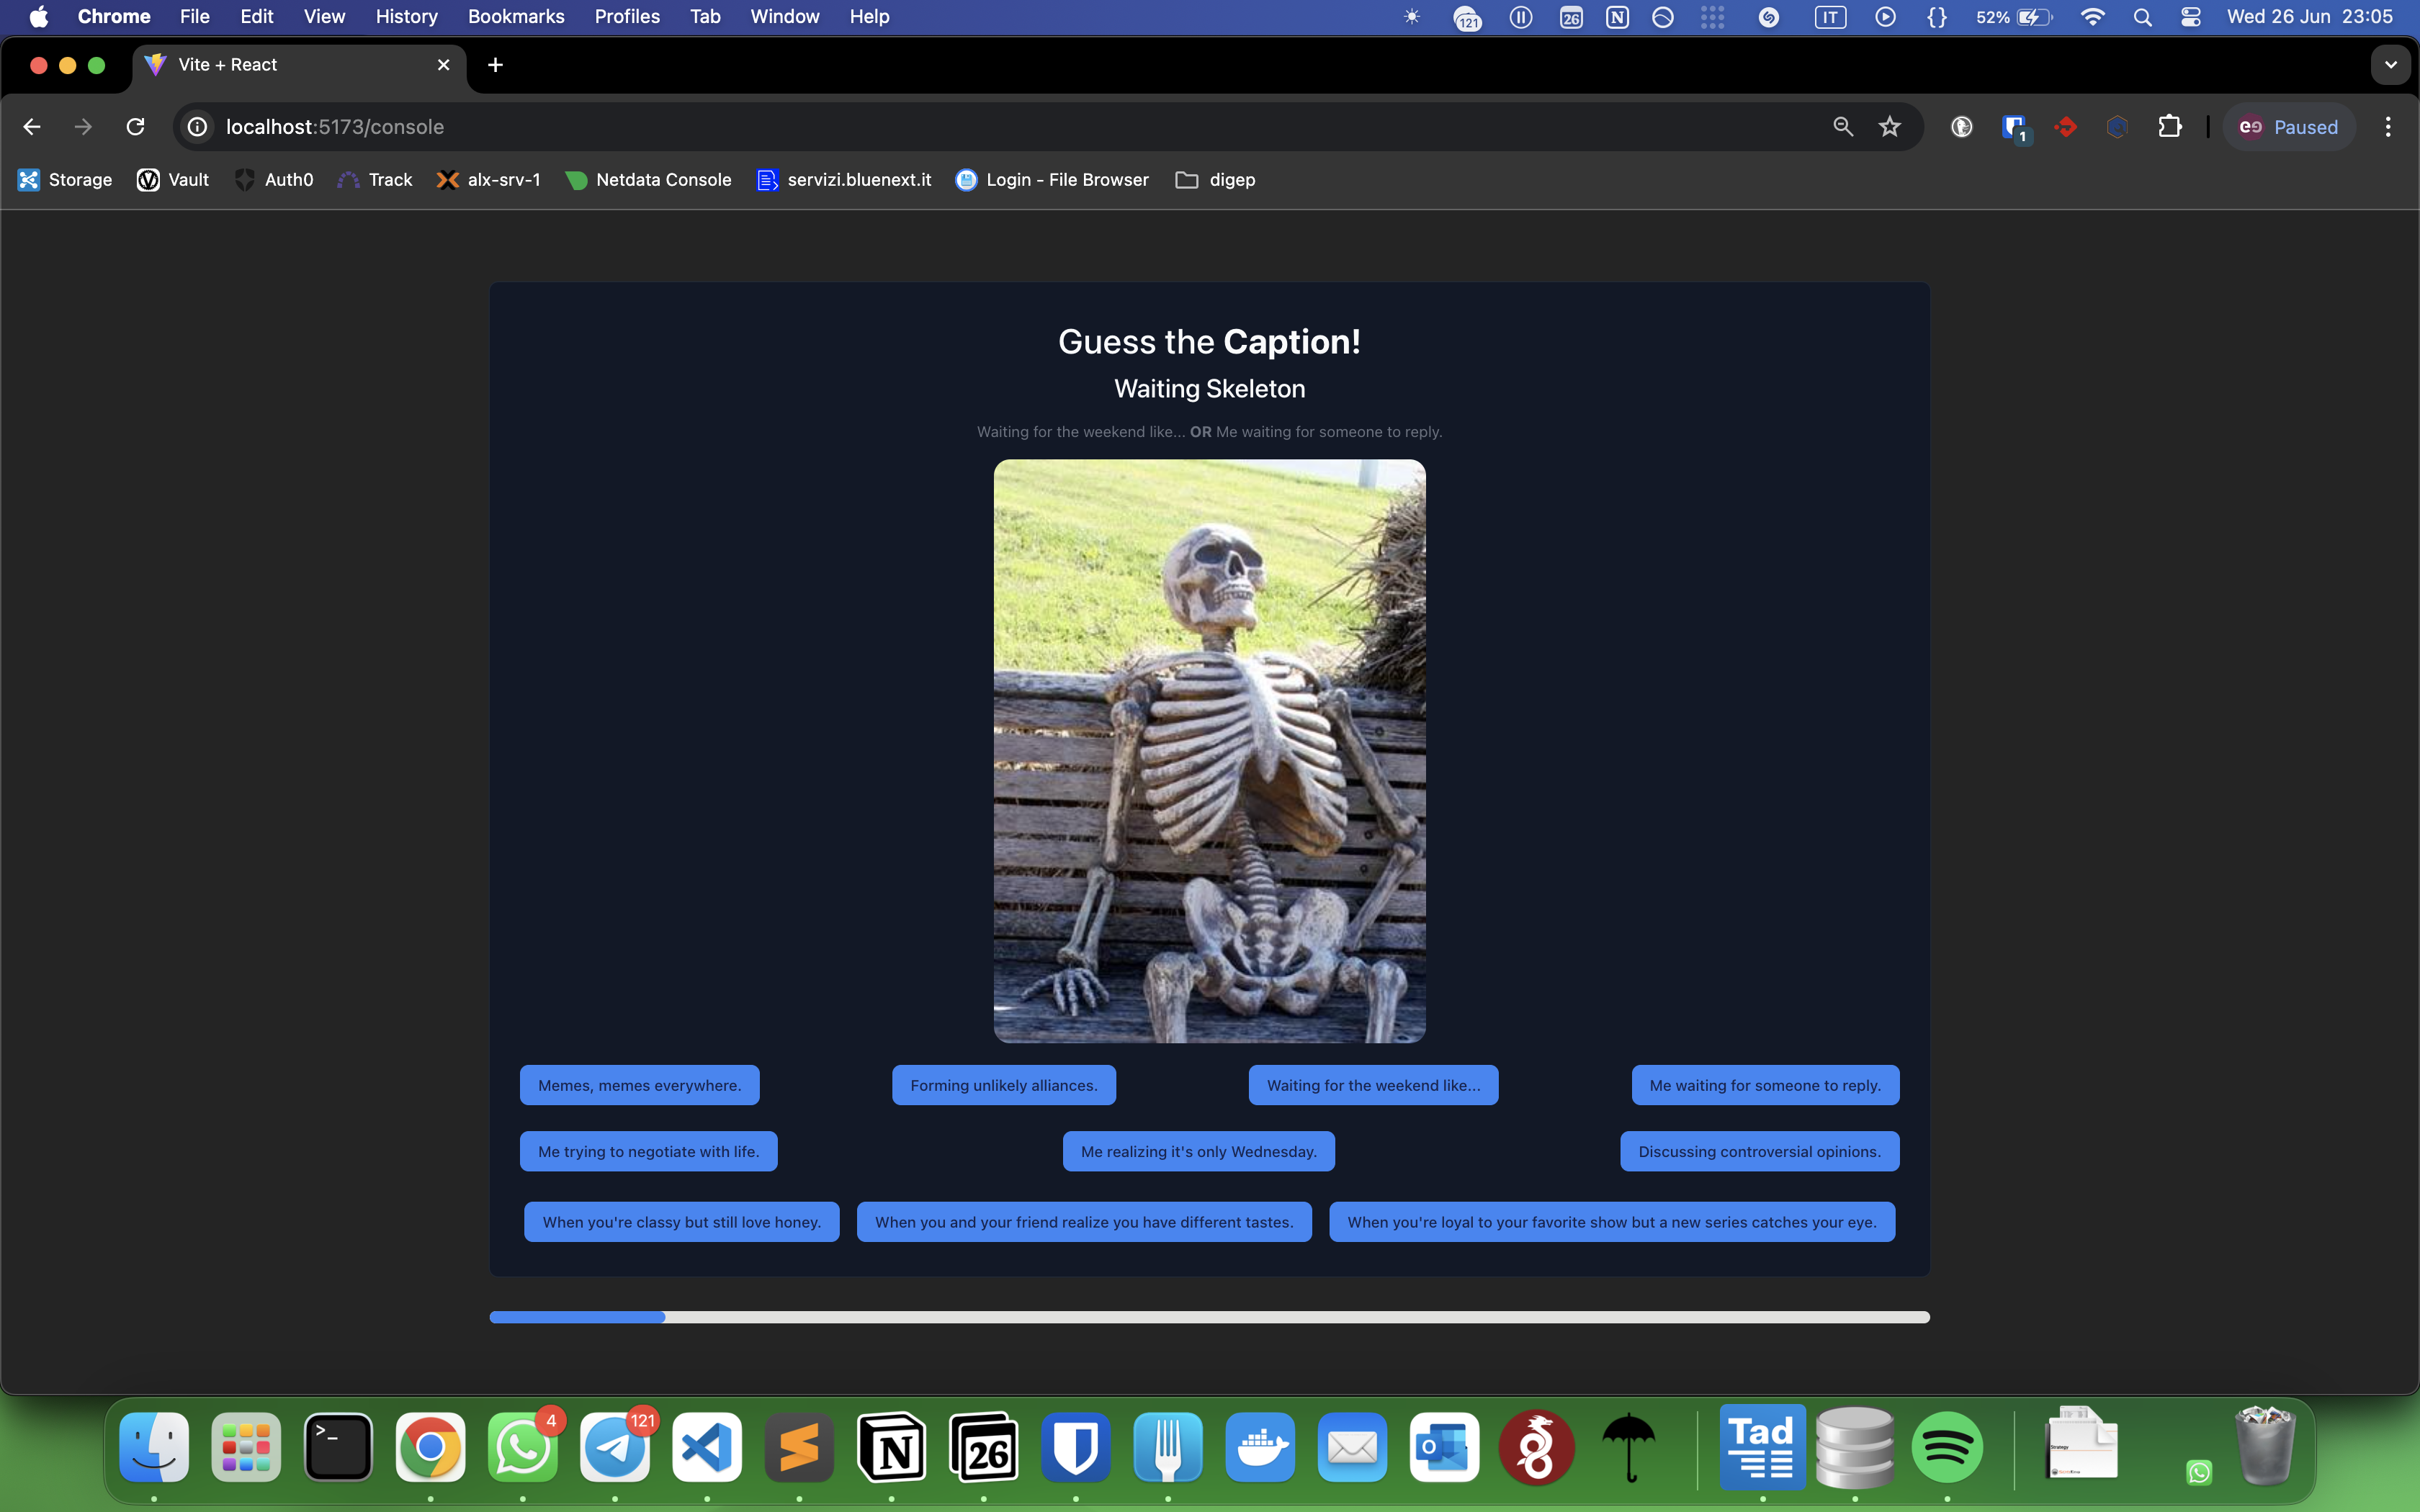 Chrome File Edit View History Bookmarks Profiles Tab Window Help 121 26 N IT {} 52% Wed 26 Jun 23:05
Vite + React
localhost:5173/console 1 Paused
Storage Vault Auth0 Track alx-srv-1 Netdata Console servizi.bluenext.it Login - File Browser digep
Guess the Caption!
Waiting Skeleton
Waiting for the weekend like... OR Me waiting for someone to reply.
Memes, memes everywhere. Forming unlikely alliances. Waiting for the weekend like... Me waiting for someone to reply.
Me trying to negotiate with life. Me realizing it's only Wednesday. Discussing controversial opinions.
When you're classy but still love honey. When you and your friend realize you have different tastes. When you're loyal to your favorite show but a new series catches your eye.
>_ 4 121 N 26 O Tad Strategy